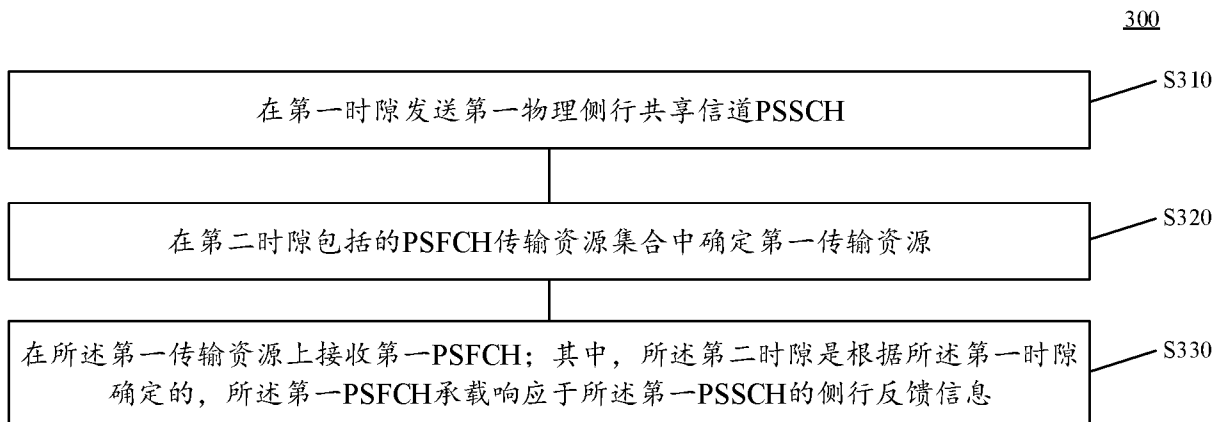 300
在第一时隙发送第一物理侧行共享信道PSSCH
S310
在第二时隙包括的PSFCH传输资源集合中确定第一传输资源
S320
在所述第一传输资源上接收第一PSFCH；其中，所述第二时隙是根据所述第一时隙
确定的，所述第一PSFCH承载响应于所述第一PSSCH的侧行反馈信息
S330